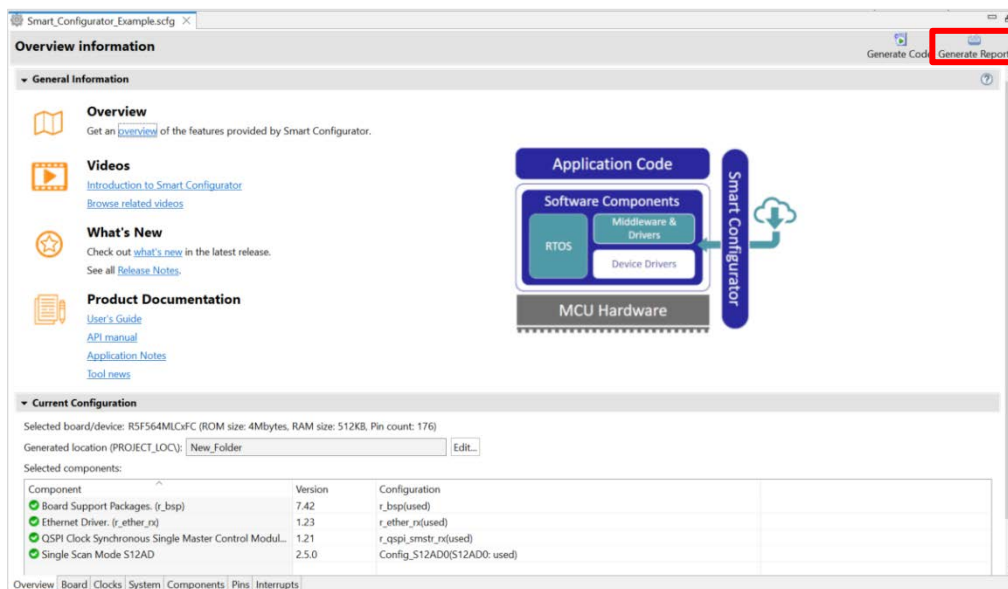 Smart_Configurator_Example.scfg
Overview information
Generate Code Generate Report
General Information
Overview
Get an overview of the features provided by Smart Configurator.
Videos
Introduction to Smart Configurator
Browse related videos
What's New
Check out what's new in the latest release.
See all Release Notes.
Product Documentation
User's Guide
API manual
Application Notes
Tool news
Application Code
Software Components
RTOS
Middleware &
Drivers
Device Drivers
MCU Hardware
Smart Configurator
Current Configuration
Selected board/device: R5F564MLCxFC (ROM size: 4Mbytes, RAM size: 512KB, Pin count: 176)
Generated location (PROJECT_LOC\): New_Folder Edit...
Selected components:
Component Version Configuration
Board Support Packages. (r_bsp) 7.42 r_bsp(used)
Ethernet Driver. (r_ether_rx) 1.23 r_ether_rx(used)
QSPI Clock Synchronous Single Master Control Modul... 1.21 r_qspi_smstr_rx(used)
Single Scan Mode S12AD 2.5.0 Config_S12AD0(S12AD0: used)
Overview Board Clocks System Components Pins Interrupts